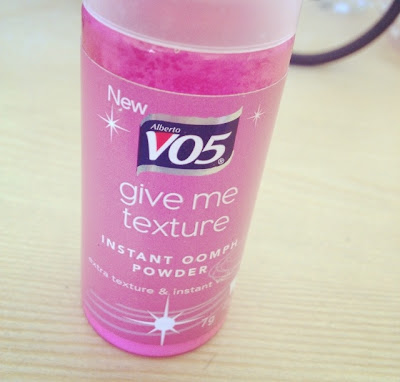 New
Alberto
VO5
give me
texture
INSTANT OOMPH
POWDER
extra texture & instant
7g